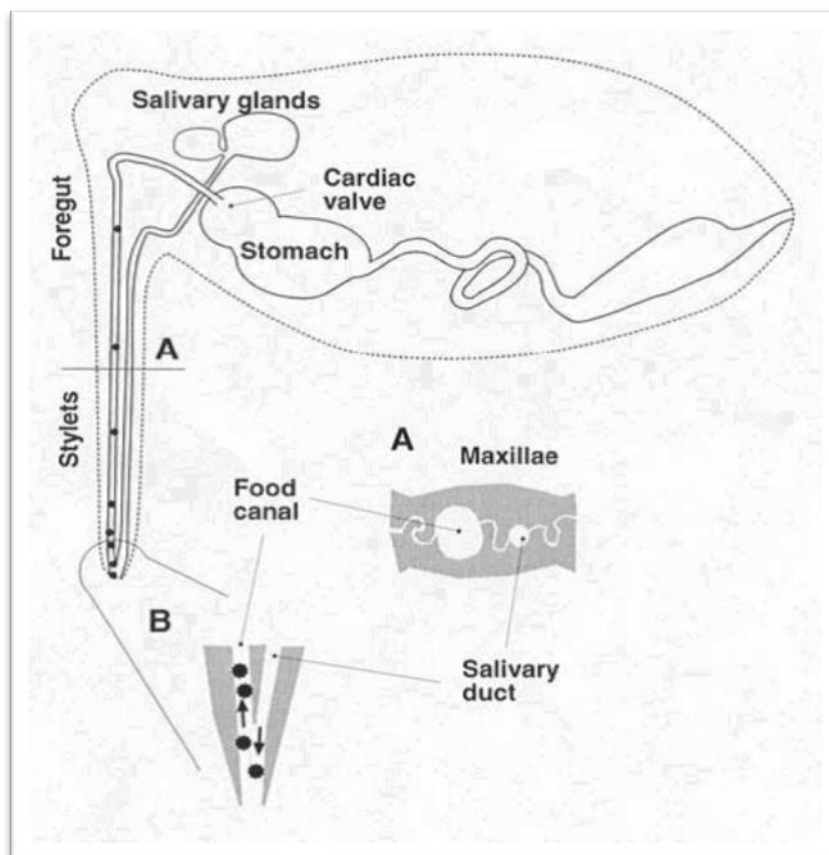 Salivary glands
Cardiac
valve
Foregut
Stomach
A
Stylets
A
Maxillae
Food
canal
B
Salivary
duct